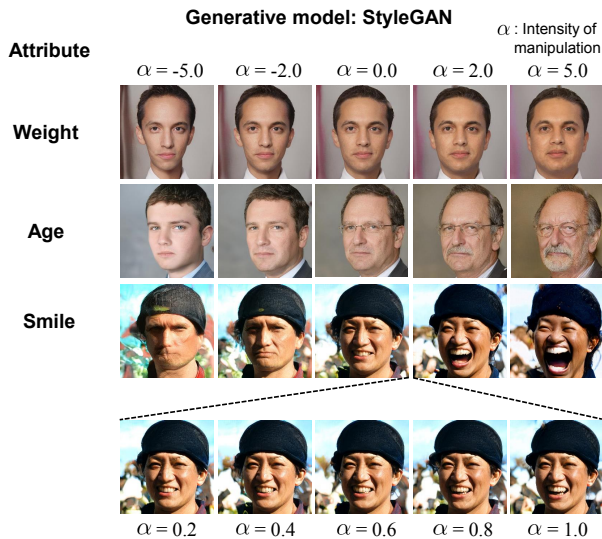 Generative model: StyleGAN
α : Intensity of
manipulation
Attribute
α = -5.0 α = -2.0 α = 0.0 α = 2.0 α = 5.0
Weight
Age
Smile
α = 0.2 α = 0.4 α = 0.6 α = 0.8 α = 1.0